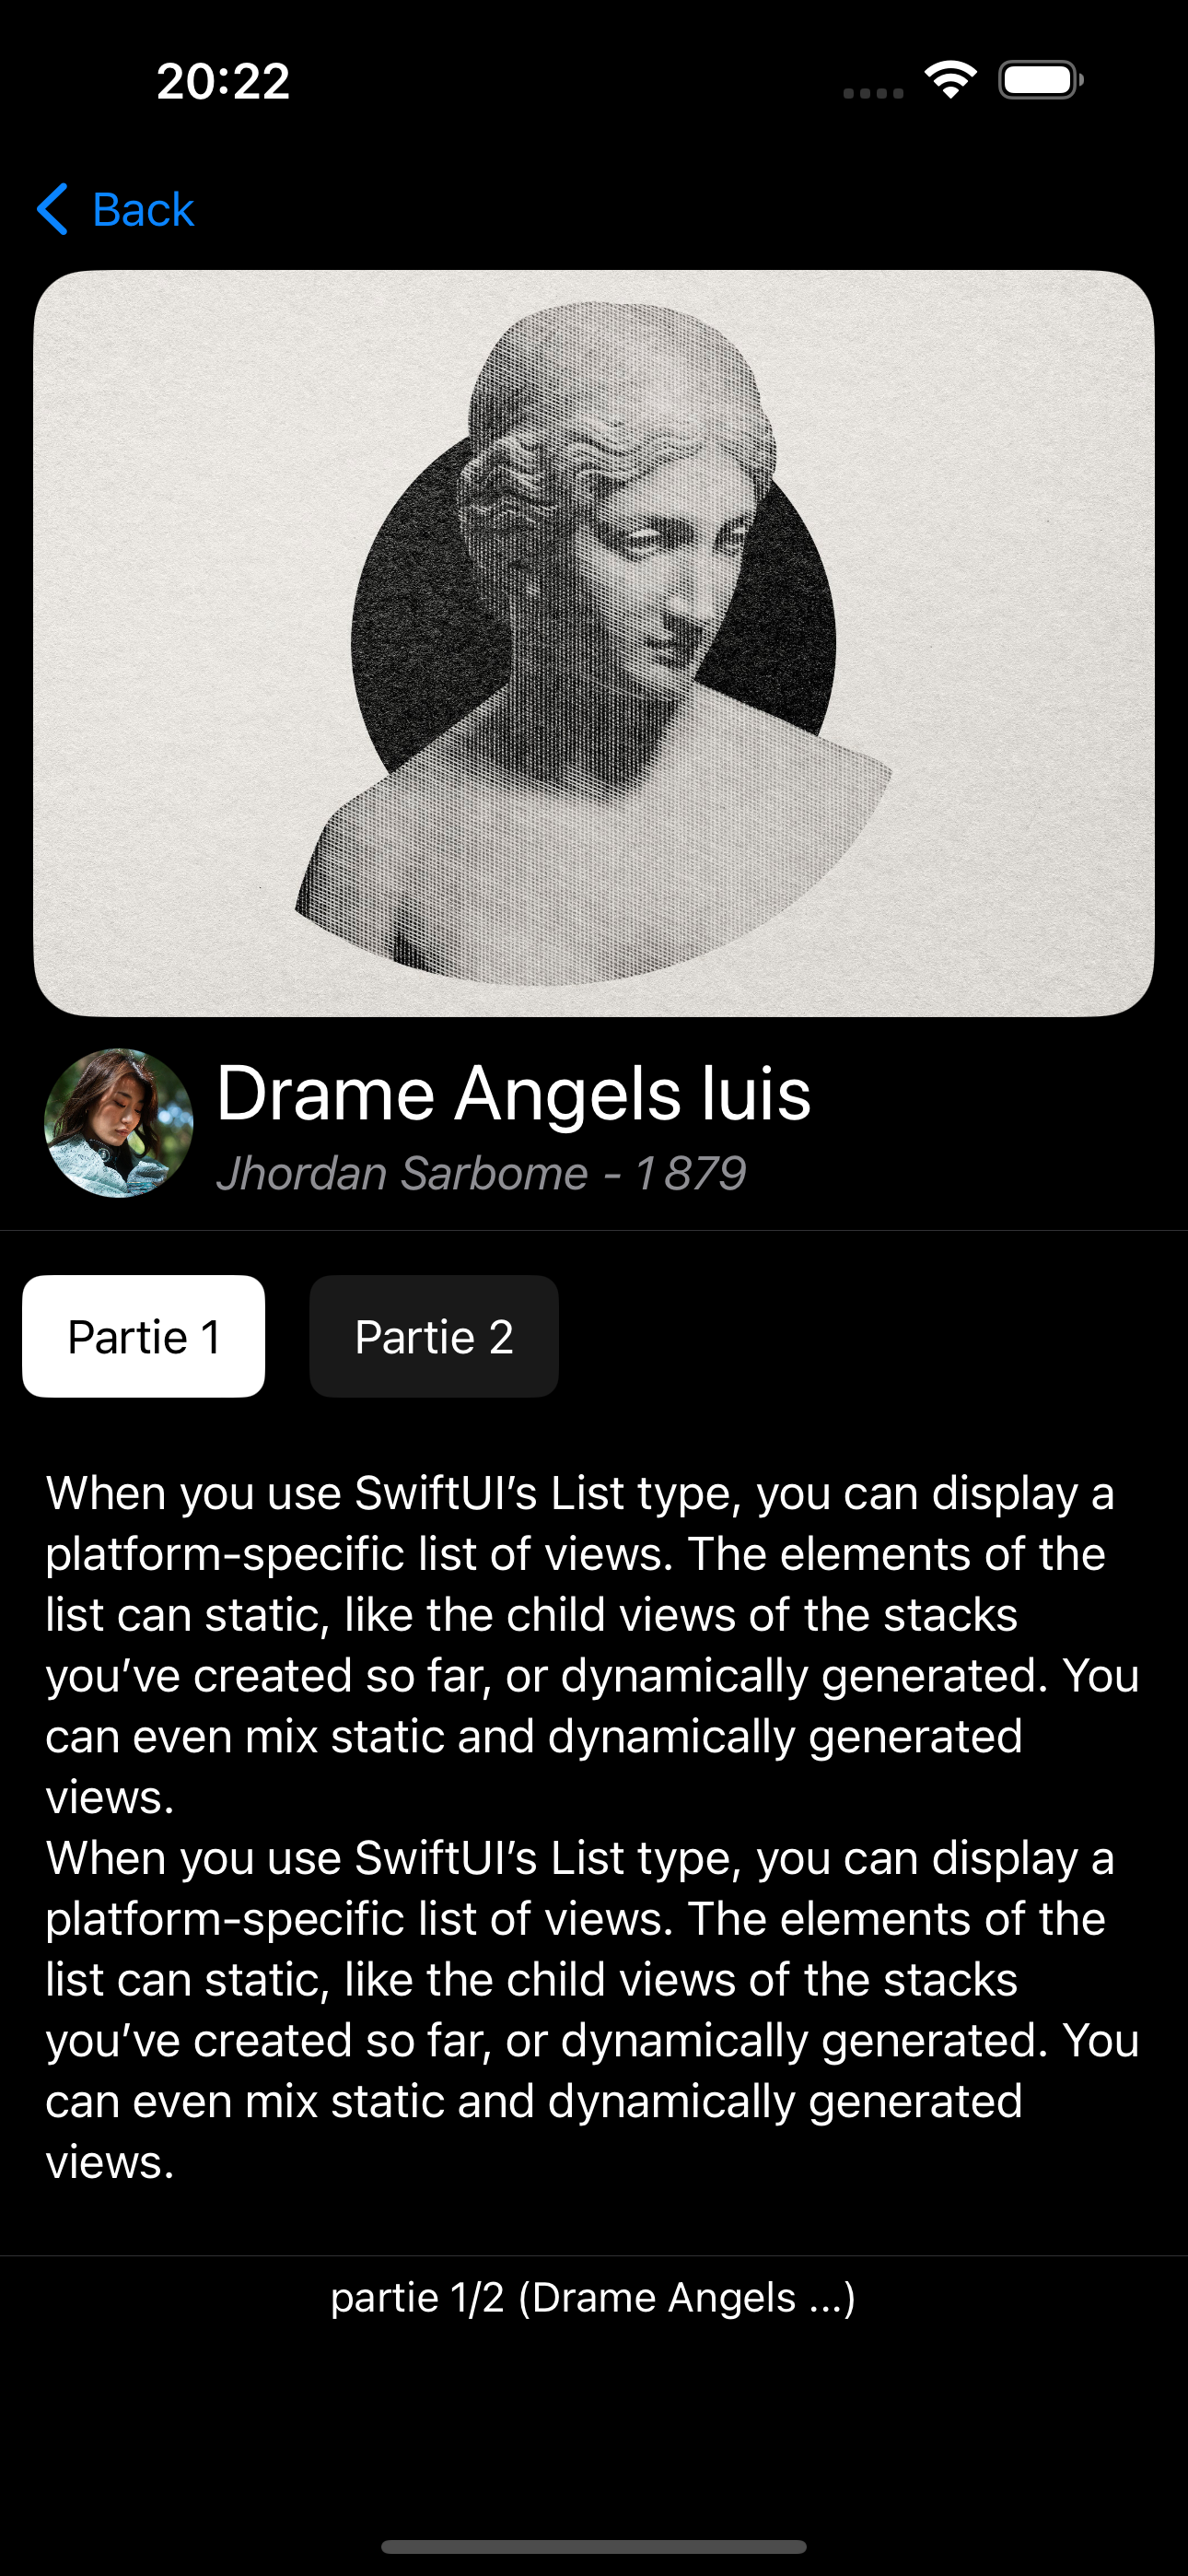 20:22
Back
Drame Angels luis
Jhordan Sarbome - 1 879
Partie 1
Partie 2
When you use SwiftUI’s List type, you can display a
platform-specific list of views. The elements of the
list can static, like the child views of the stacks
you’ve created so far, or dynamically generated. You
can even mix static and dynamically generated
views.
When you use SwiftUI’s List type, you can display a
platform-specific list of views. The elements of the
list can static, like the child views of the stacks
you’ve created so far, or dynamically generated. You
can even mix static and dynamically generated
views.
partie 1/2 (Drame Angels ...)